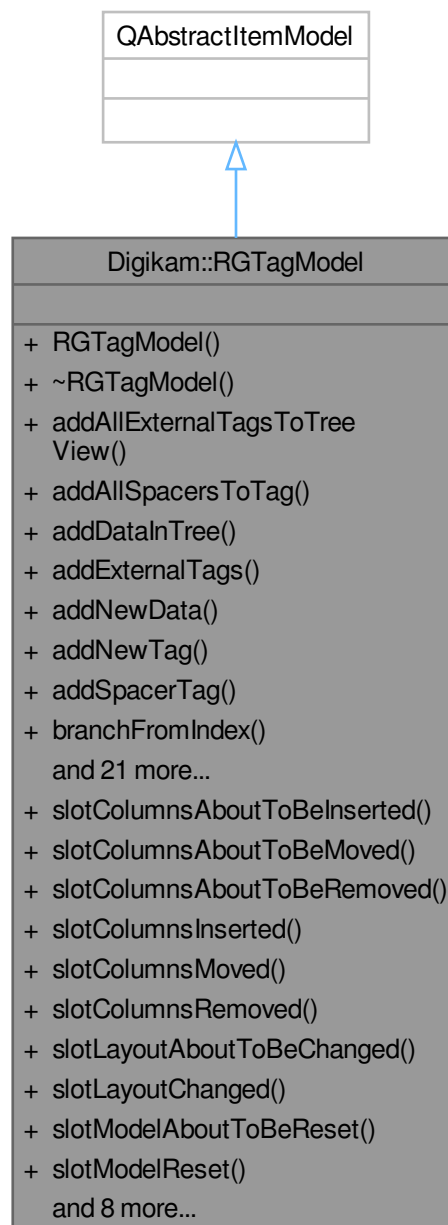 QAbstractItemModel
Digikam::RGTagModel
+ RGTagModel()
+ ~RGTagModel()
+ addAllExternalTagsToTree
View()
+ addAllSpacersToTag()
+ addDataInTree()
+ addExternalTags()
+ addNewData()
+ addNewTag()
+ addSpacerTag()
+ branchFromIndex()
and 21 more...
+ slotColumnsAboutToBeInserted()
+ slotColumnsAboutToBeMoved()
+ slotColumnsAboutToBeRemoved()
+ slotColumnsInserted()
+ slotColumnsMoved()
+ slotColumnsRemoved()
+ slotLayoutAboutToBeChanged()
+ slotLayoutChanged()
+ slotModelAboutToBeReset()
+ slotModelReset()
and 8 more...